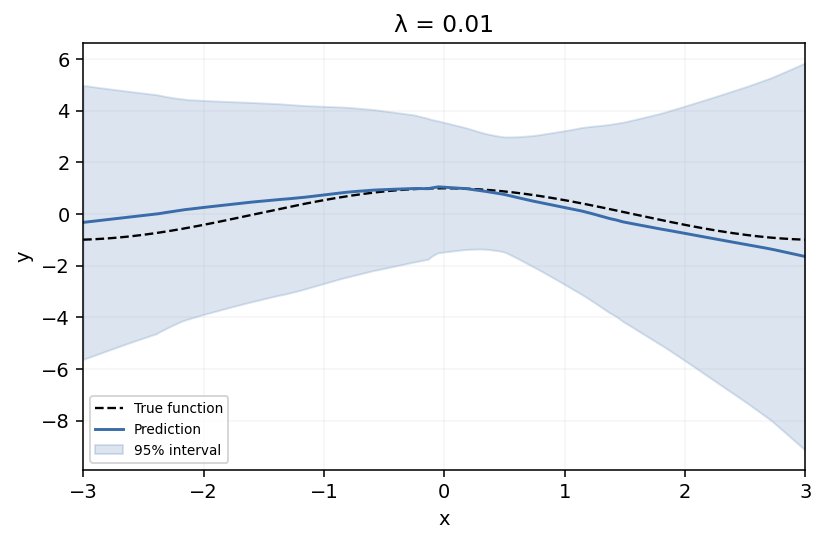 λ = 0.01
6
4
2
0
−2
−4
−6
−8
y
True function
Prediction
95% interval
−3
−2
−1
0
1
2
3
x